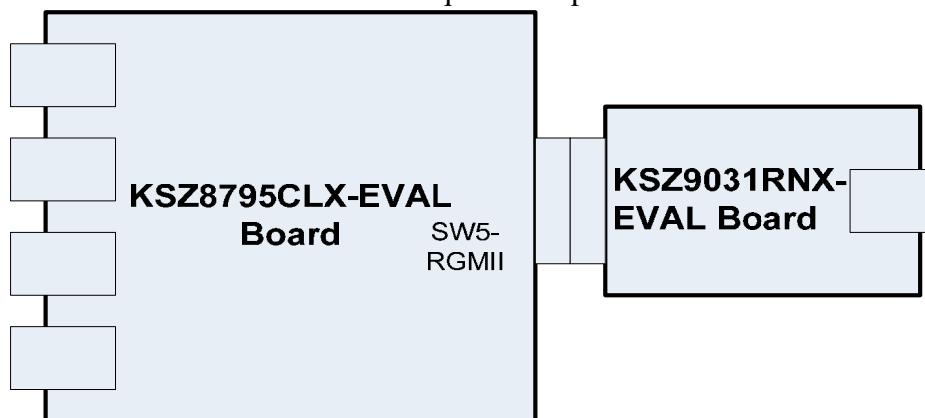 KSZ8795CLX-EVAL
Board
SW5-
RGMII
KSZ9031RNX-
EVAL Board